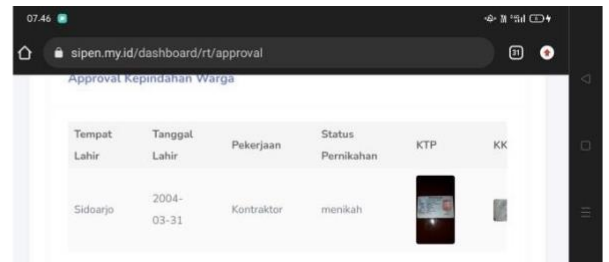 07.46
sipen.my.id/dashboard/rt/approval
31
Approval Kepindahan Warga
Tempat Lahir Tanggal Lahir Pekerjaan Status Pernikahan KTP KK
Sidoarjo 2004-03-31 Kontraktor menikah